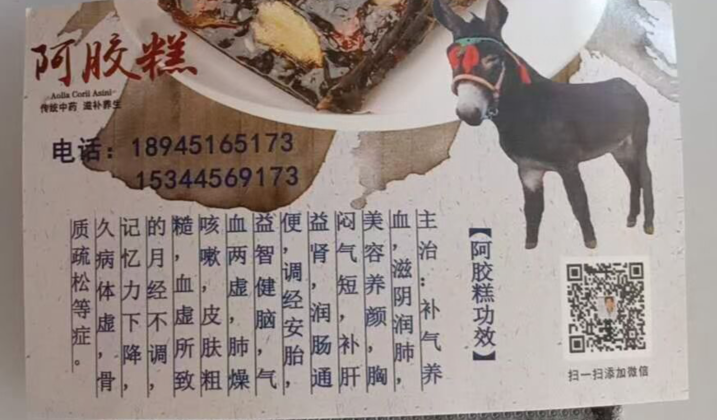 阿胶糕
-Aolia Corii Asini-
传统中药 滋补养生
电话：18945165173
15344569173
【阿胶糕功效】
主治：补气养
血，滋阴润肺，
美容养颜，胸
闷气短，补肝
益肾，润肠通
便，调经安胎，
益智健脑，气
血两虚，肺燥
咳嗽，皮肤粗
糙，血虚所致
的月经不调，
记忆力下降，
久病体虚，骨
质疏松等症。
扫一扫添加微信